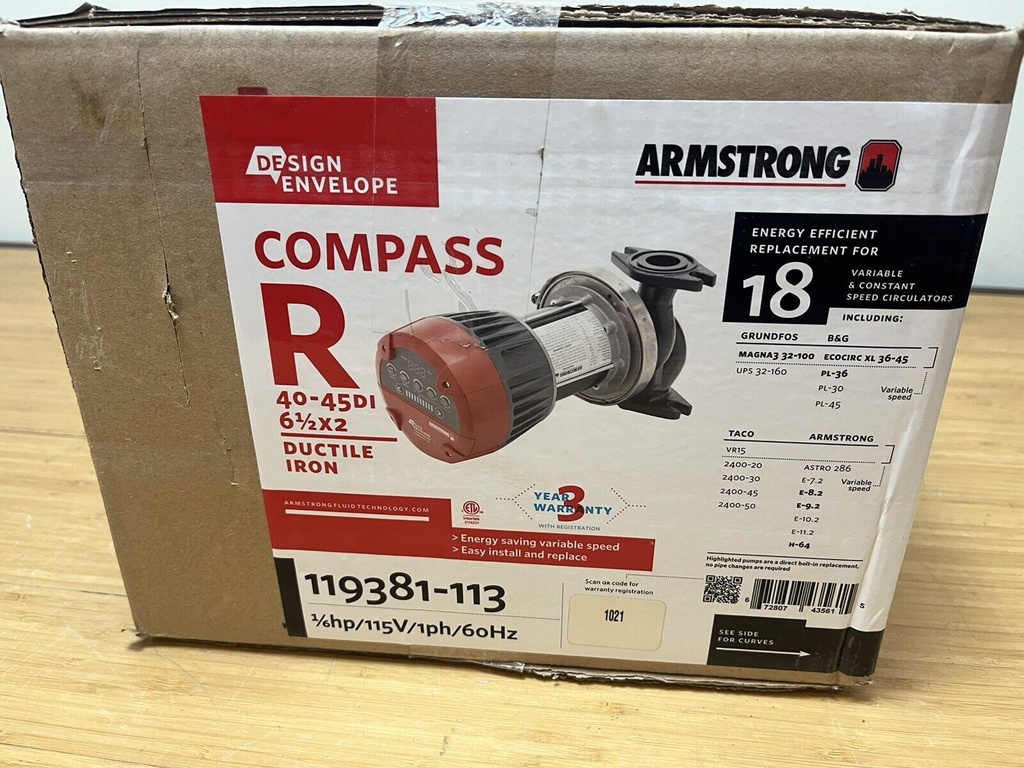 DESIGN
ENVELOPE
ARMSTRONG
COMPASS
R
40-45DI
6½X2
DUCTILE
IRON
ARMSTRONGFLUIDTECHNOLOGY.COM
ENERGY EFFICIENT
REPLACEMENT FOR
18
VARIABLE
& CONSTANT
SPEED CIRCULATORS
INCLUDING:
GRUNDFOS B&G
MAGNA3 32-100 ECOCIRC XL 36-45
UPS 32-160 PL-36
PL-30
PL-45
Variable
speed
TACO ARMSTRONG
VR15
2400-20 ASTRO 286
2400-30 E-7.2
2400-45 E-8.2
2400-50 E-9.2
E-10.2
E-11.2
H-64
Variable
speed
Highlighted pumps are a direct bolt-in replacement,
no pipe changes are required
ETL
Intertek
3 YEAR
WARRANTY
WITH REGISTRATION
> Energy saving variable speed
> Easy install and replace
119381-113
⅙hp/115V/1ph/60Hz
Scan QR code for
warranty registration
1021
6 72807 43561 5
SEE SIDE
FOR CURVES